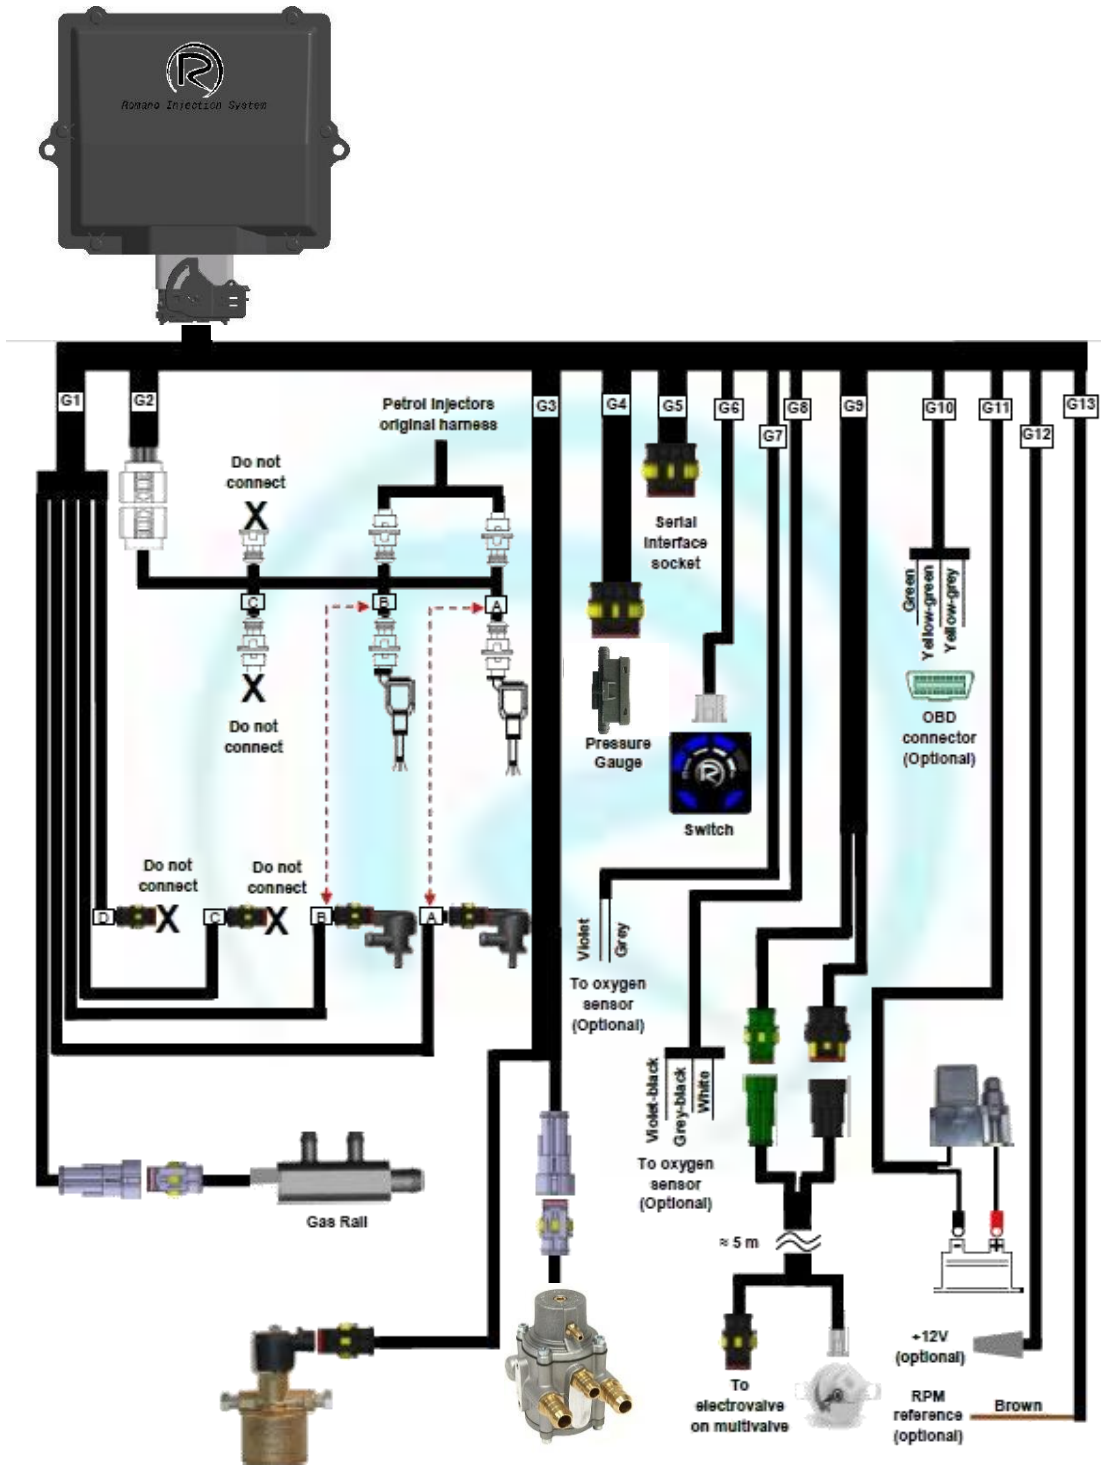 R
Romano Injection System
G1
G2
G3
G4
G5
G6
G7
G8
G9
G10
G11
G12
G13
Petrol Injectors
original harness
Do not
connect
X
C
B
A
X
Do not
connect
Serial
Interface
socket
Pressure
Gauge
R
Switch
Green
Yellow-green
Yellow-grey
OBD
connector
(Optional)
Do not
connect
Do not
connect
D
X
C
X
B
A
Violet
Grey
To oxygen
sensor
(Optional)
Violet-black
Grey-black
White
To oxygen
sensor
(Optional)
Gas Rail
≈ 5 m
- +
+12V
(optional)
To
electrovalve
on multivalve
RPM
reference
(optional)
Brown